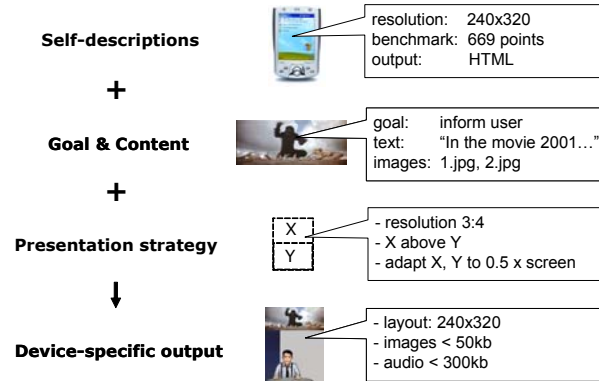 Self-descriptions
resolution: 240x320
benchmark: 669 points
output: HTML
+
Goal & Content
goal: inform user
text: “In the movie 2001…”
images: 1.jpg, 2.jpg
+
Presentation strategy
X
Y
- resolution 3:4
- X above Y
- adapt X, Y to 0.5 x screen
Device-specific output
- layout: 240x320
- images < 50kb
- audio < 300kb